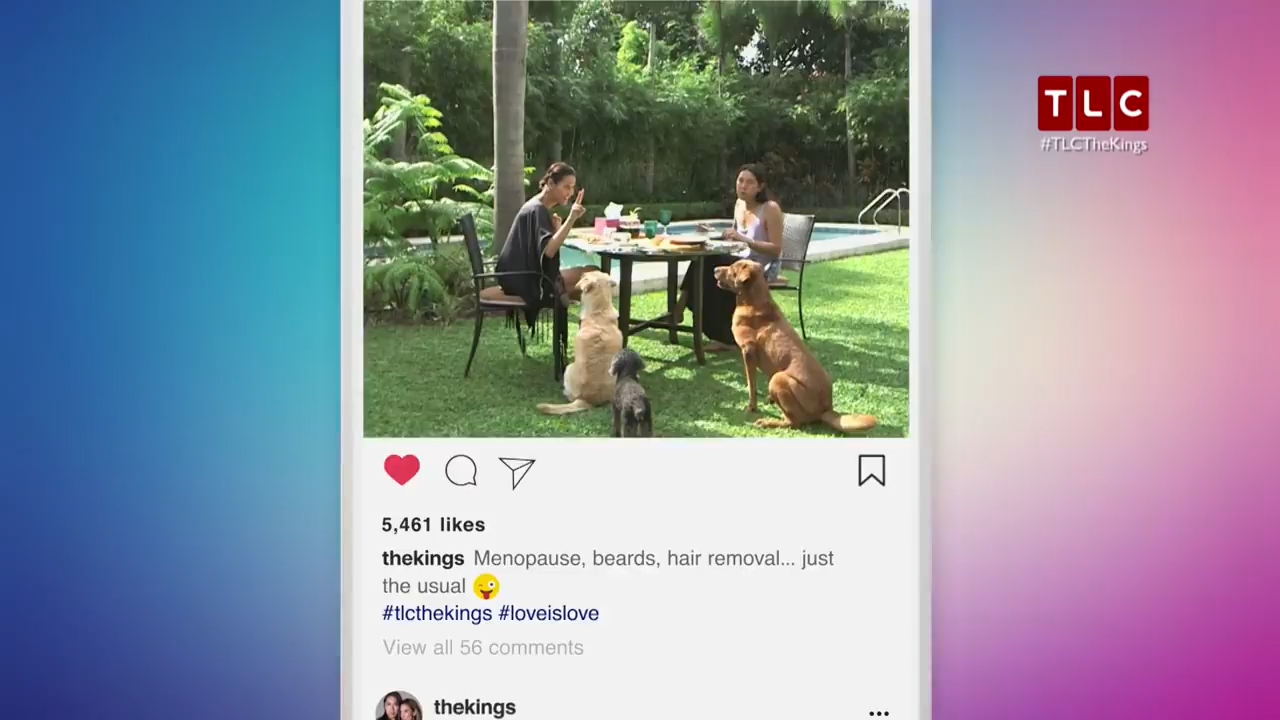 TLC
#TLCTheKings
5,461 likes
thekings Menopause, beards, hair removal... just
the usual 😜
#tlcthekings #loveislove
View all 56 comments
thekings